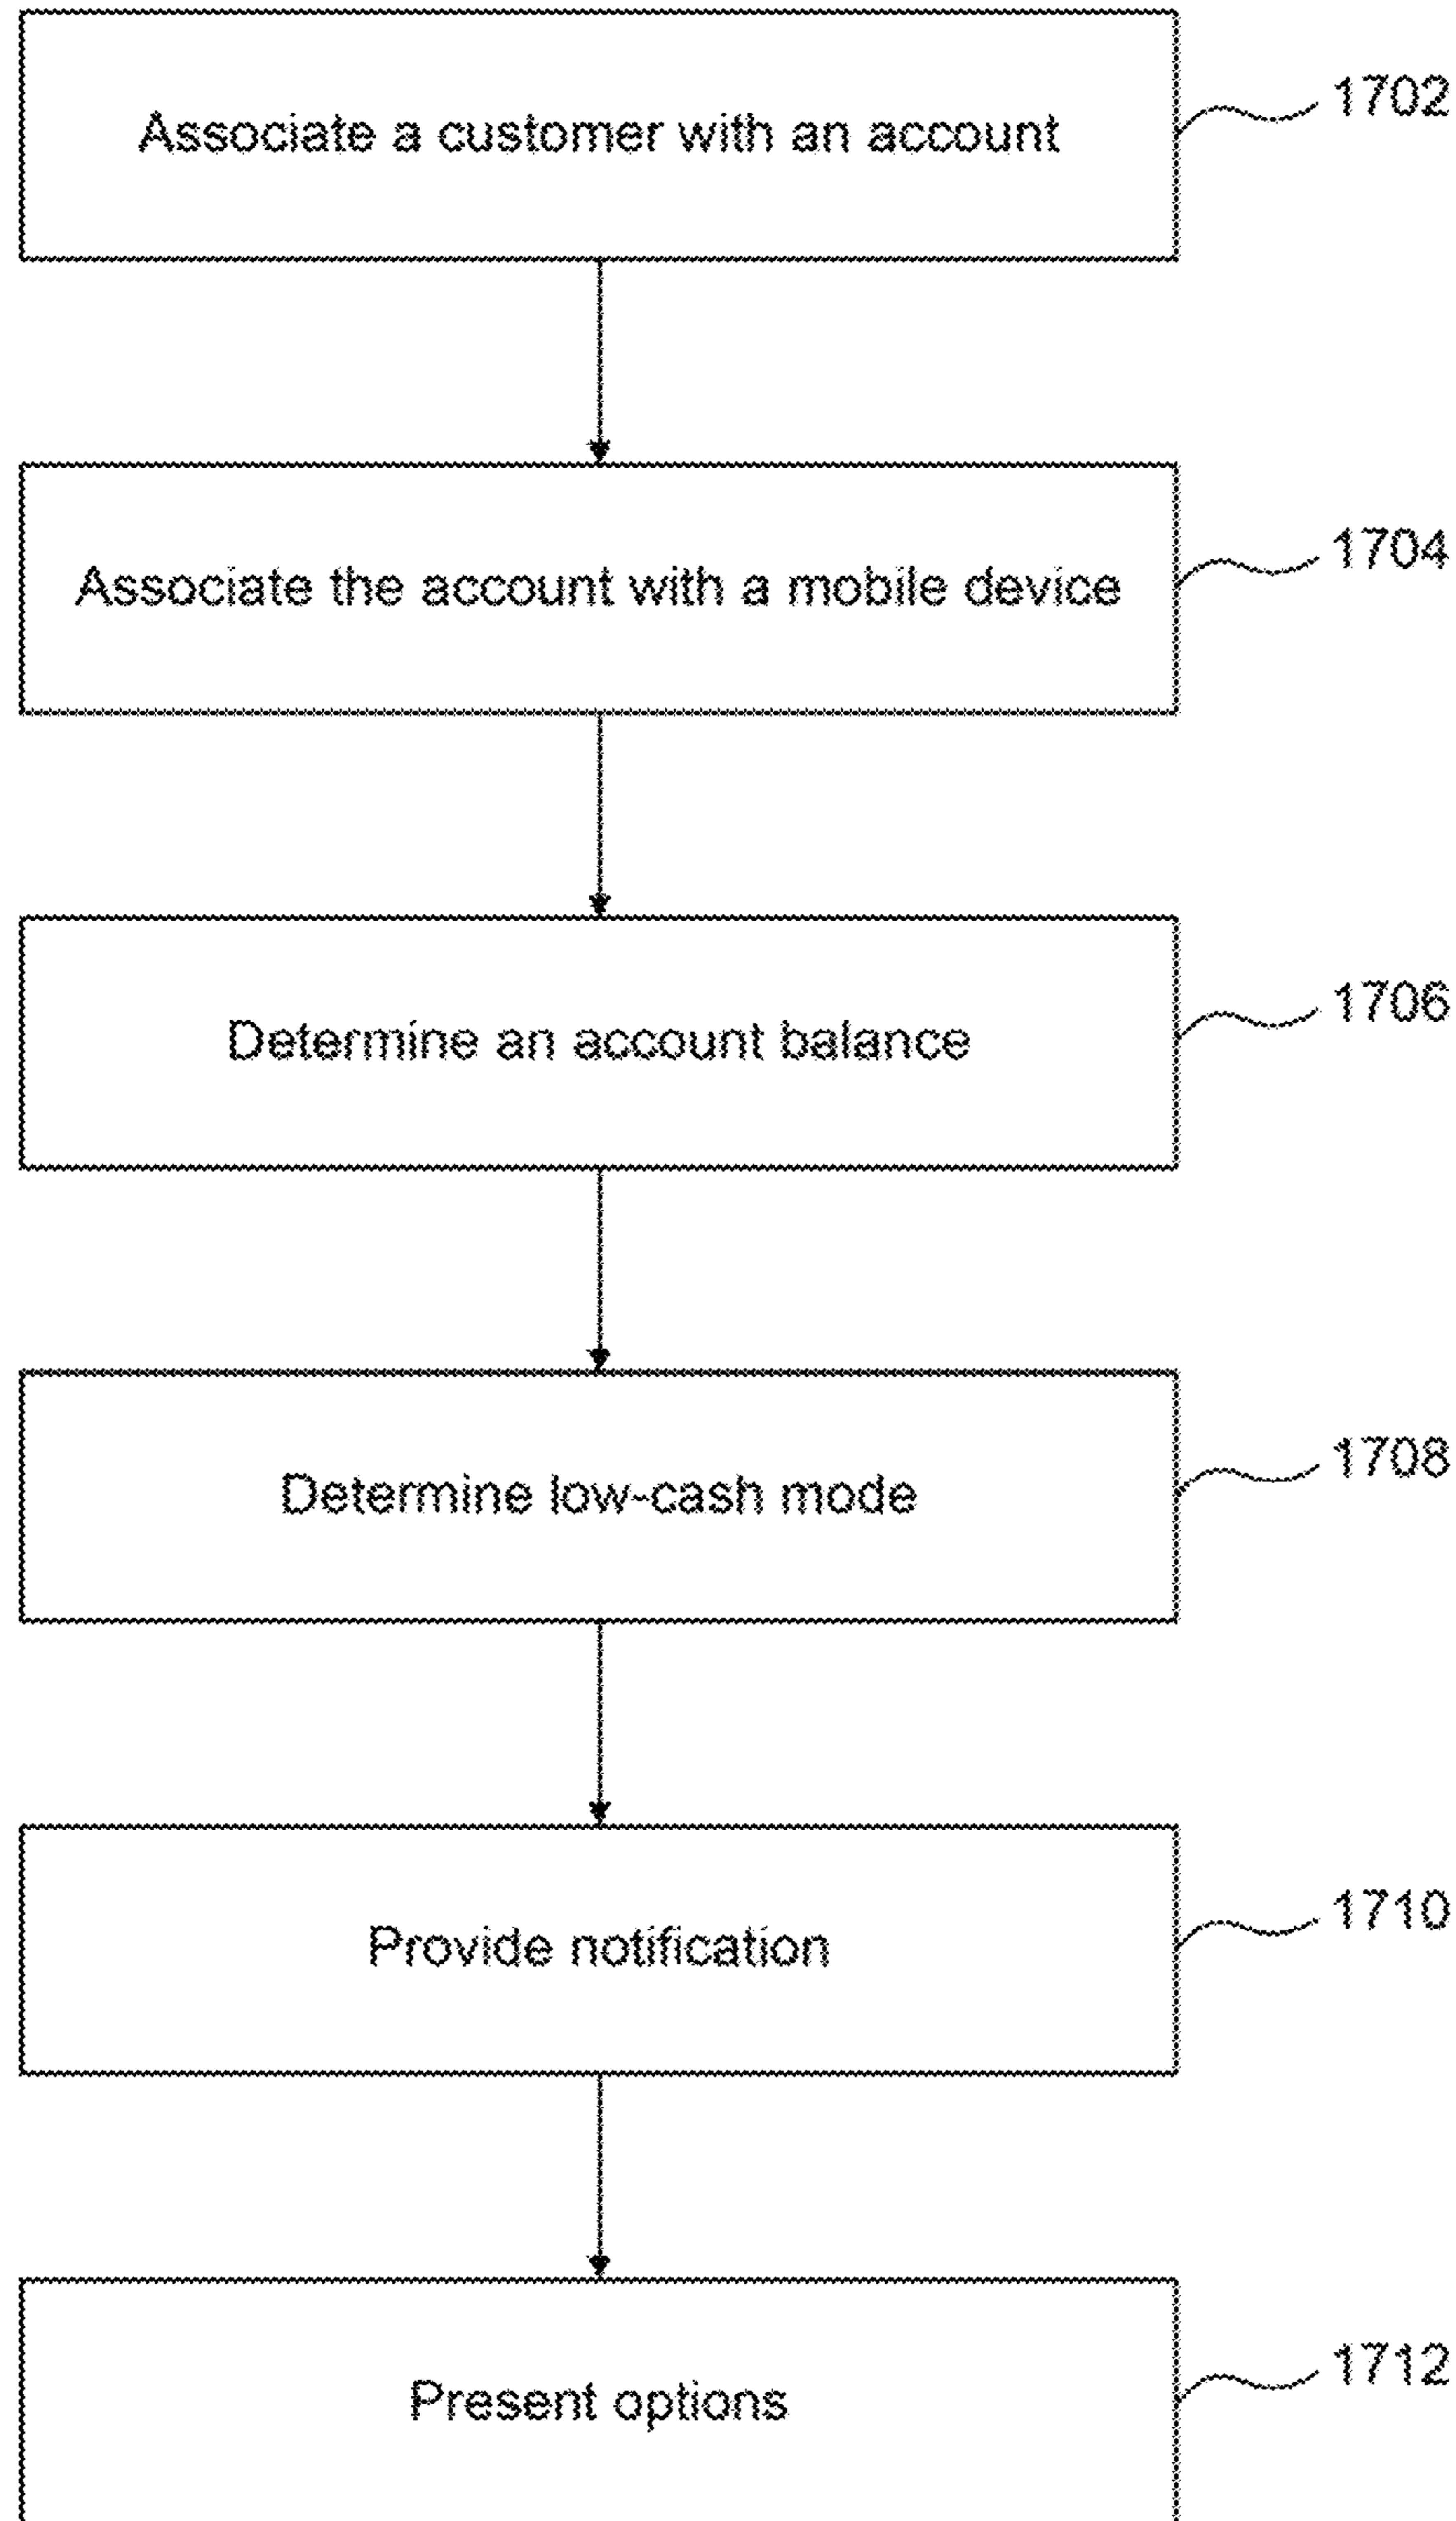 Associate a customer with an account
1702
Associate the account with a mobile device
1704
Determine an account balance
1706
Determine low-cash mode
1708
Provide notification
1710
Present options
1712